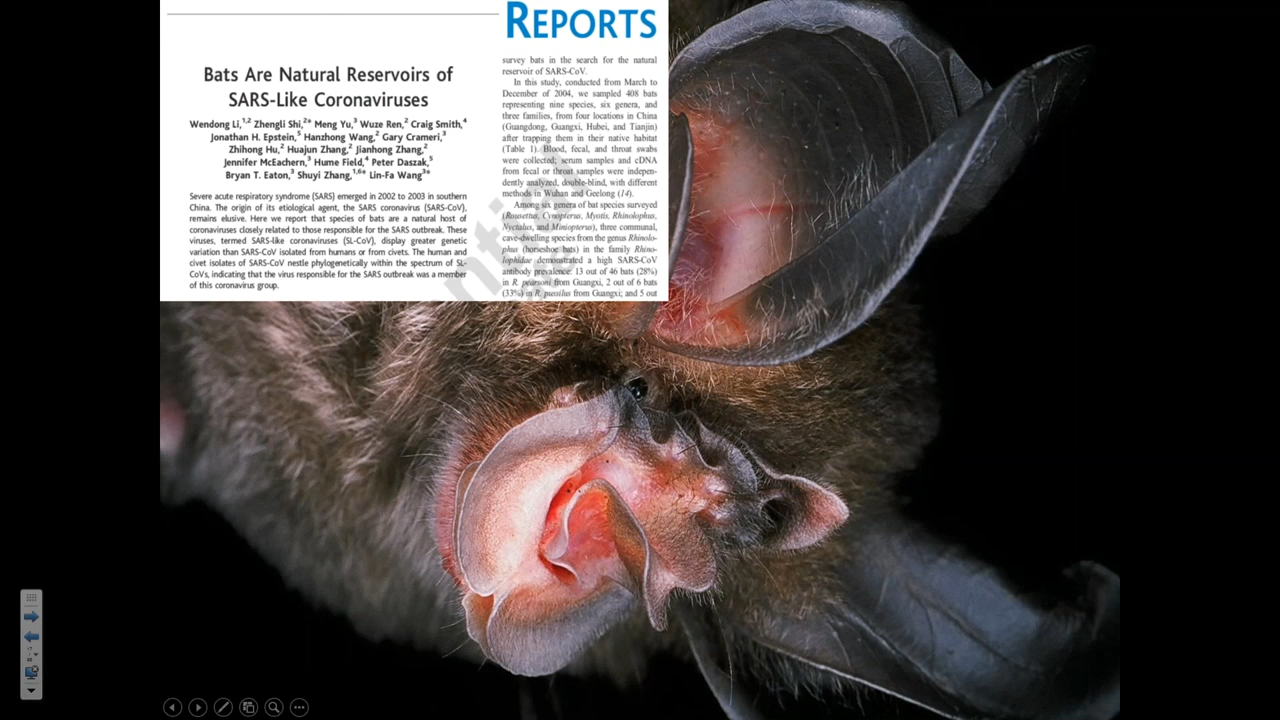 REPORTS
Bats Are Natural Reservoirs of
SARS-Like Coronaviruses
Wendong Li,1,2 Zhengli Shi,2* Meng Yu,3 Wuze Ren,2 Craig Smith,4
Jonathan H. Epstein,5 Hanzhong Wang,2 Gary Crameri,3
Zhihong Hu,2 Huajun Zhang,2 Jianhong Zhang,2
Jennifer McEachern,3 Hume Field,4 Peter Daszak,5
Bryan T. Eaton,3 Shuyi Zhang,1,6* Lin-Fa Wang3*
Severe acute respiratory syndrome (SARS) emerged in 2002 to 2003 in southern
China. The origin of its etiological agent, the SARS coronavirus (SARS-CoV),
remains elusive. Here we report that species of bats are a natural host of
coronaviruses closely related to those responsible for the SARS outbreak. These
viruses, termed SARS-like coronaviruses (SL-CoV), display greater genetic
variation than SARS-CoV isolated from humans or from civets. The human and
civet isolates of SARS-CoV nestle phylogenetically within the spectrum of SL-
CoVs, indicating that the virus responsible for the SARS outbreak was a member
of this coronavirus group.
survey bats in the search for the natural
reservoir of SARS-CoV.
In this study, conducted from March to
December of 2004, we sampled 408 bats
representing nine species, six genera, and
three families, from four locations in China
(Guangdong, Guangxi, Hubei, and Tianjin)
after trapping them in their native habitat
(Table 1). Blood, fecal, and throat swabs
were collected; serum samples and cDNA
from fecal or throat samples were indepen-
dently analyzed, double-blind, with different
methods in Wuhan and Geelong (14).
Among six genera of bat species surveyed
(Rousettus, Cynopterus, Myotis, Rhinolophus,
Nyctalus, and Miniopterus), three communal,
cave-dwelling species from the genus Rhinolo-
phus (horseshoe bats) in the family Rhino-
lophidae demonstrated a high SARS-CoV
antibody prevalence: 13 out of 46 bats (28%)
in R. pearsoni from Guangxi, 2 out of 6 bats
(33%) in R. pussilus from Guangxi; and 5 out